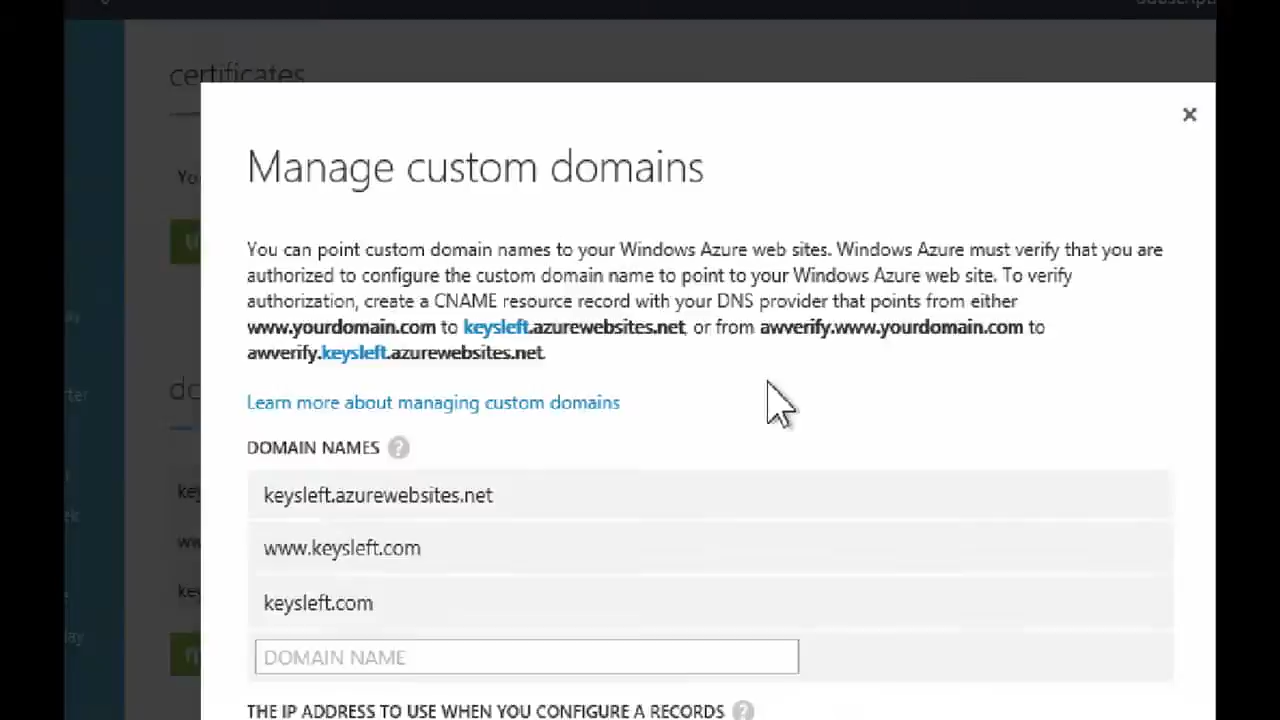 certificates
×
Manage custom domains
You can point custom domain names to your Windows Azure web sites. Windows Azure must verify that you are
authorized to configure the custom domain name to point to your Windows Azure web site. To verify
authorization, create a CNAME resource record with your DNS provider that points from either
www.yourdomain.com to keysleft.azurewebsites.net, or from awverify.www.yourdomain.com to
awverify.keysleft.azurewebsites.net.
Learn more about managing custom domains
DOMAIN NAMES ?
keysleft.azurewebsites.net
www.keysleft.com
keysleft.com
DOMAIN NAME
THE IP ADDRESS TO USE WHEN YOU CONFIGURE A RECORDS ?